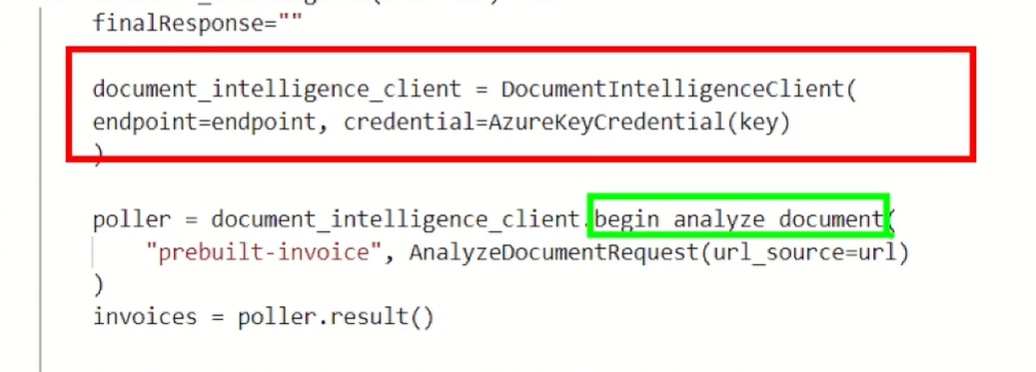 finalResponse=""
document_intelligence_client = DocumentIntelligenceClient(
endpoint=endpoint, credential=AzureKeyCredential(key)
)
poller = document_intelligence_client.begin_analyze_document(
"prebuilt-invoice", AnalyzeDocumentRequest(url_source=url)
)
invoices = poller.result()